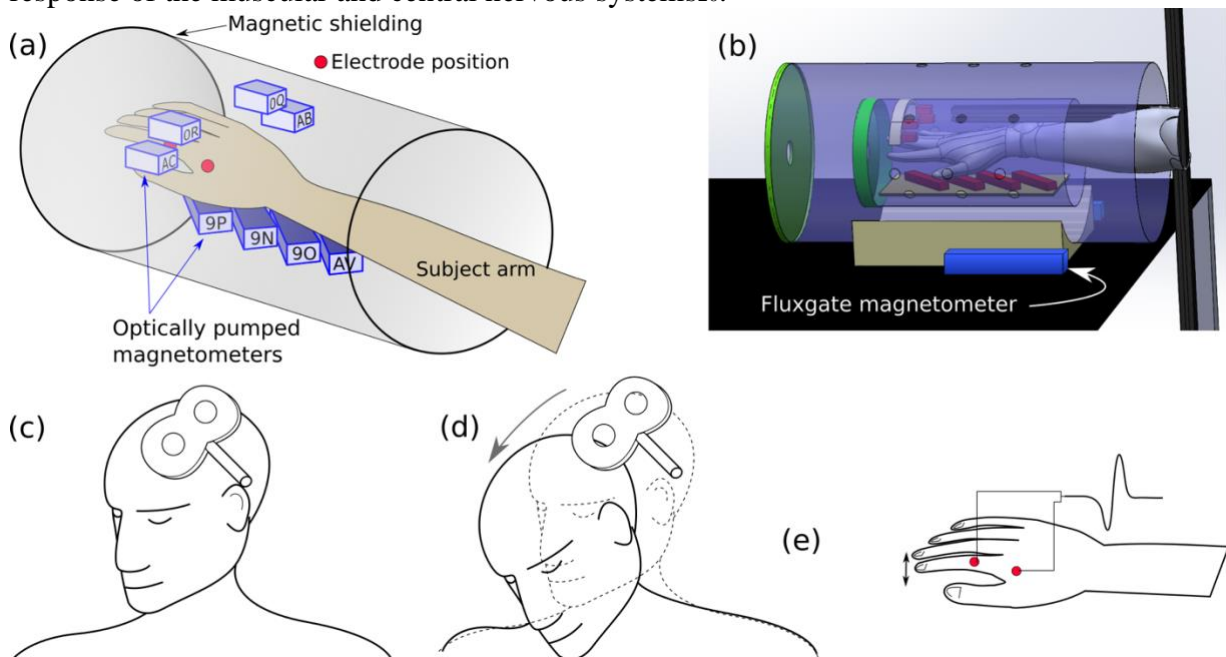 response of the muscular and central nervous systems
(a)
Magnetic shielding
Electrode position
0Q
AB
0R
AC
9P
9N
9O
AV
Subject arm
Optically pumped
magnetometers
(b)
Fluxgate magnetometer
(c)
(d)
(e)